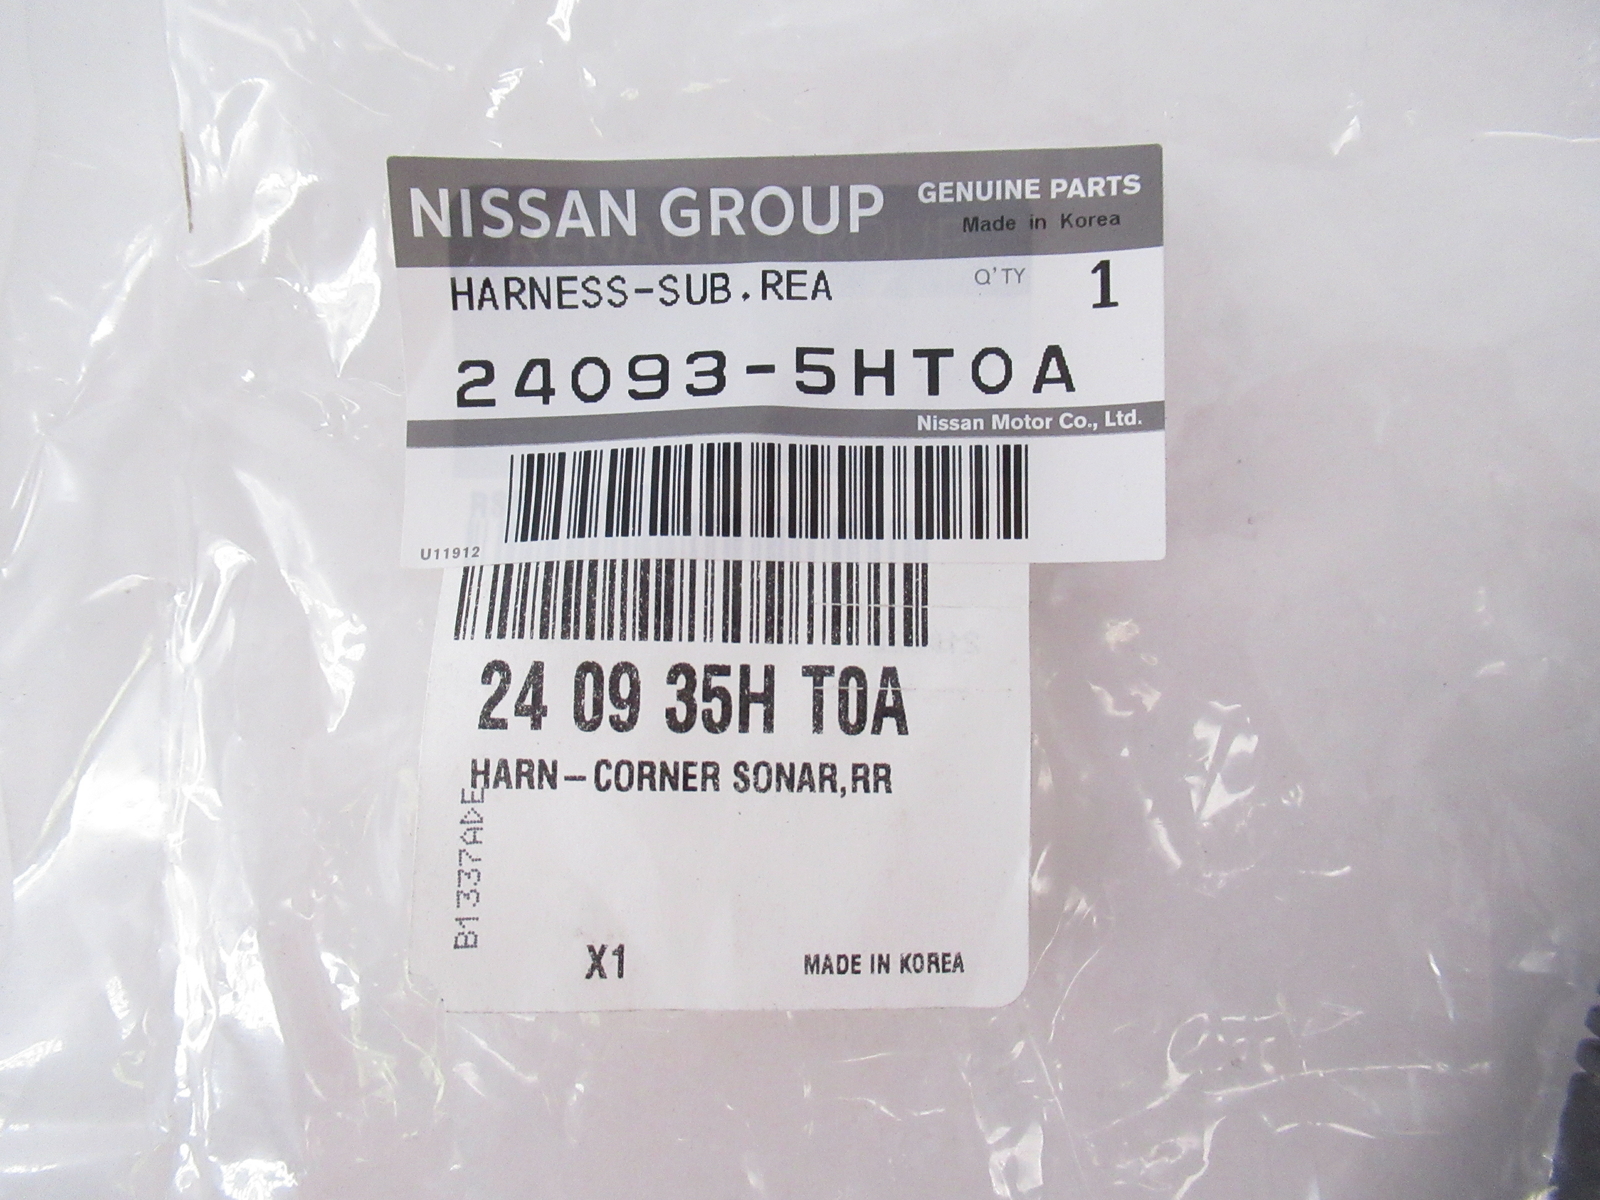 NISSAN GROUP GENUINE PARTS
Made in Korea
HARNESS-SUB.REA Q'TY 1
24093-5HT0A
Nissan Motor Co., Ltd.
U11912
24 09 35H T0A
HARN-CORNER SONAR,RR
B1337ADE
X1 MADE IN KOREA